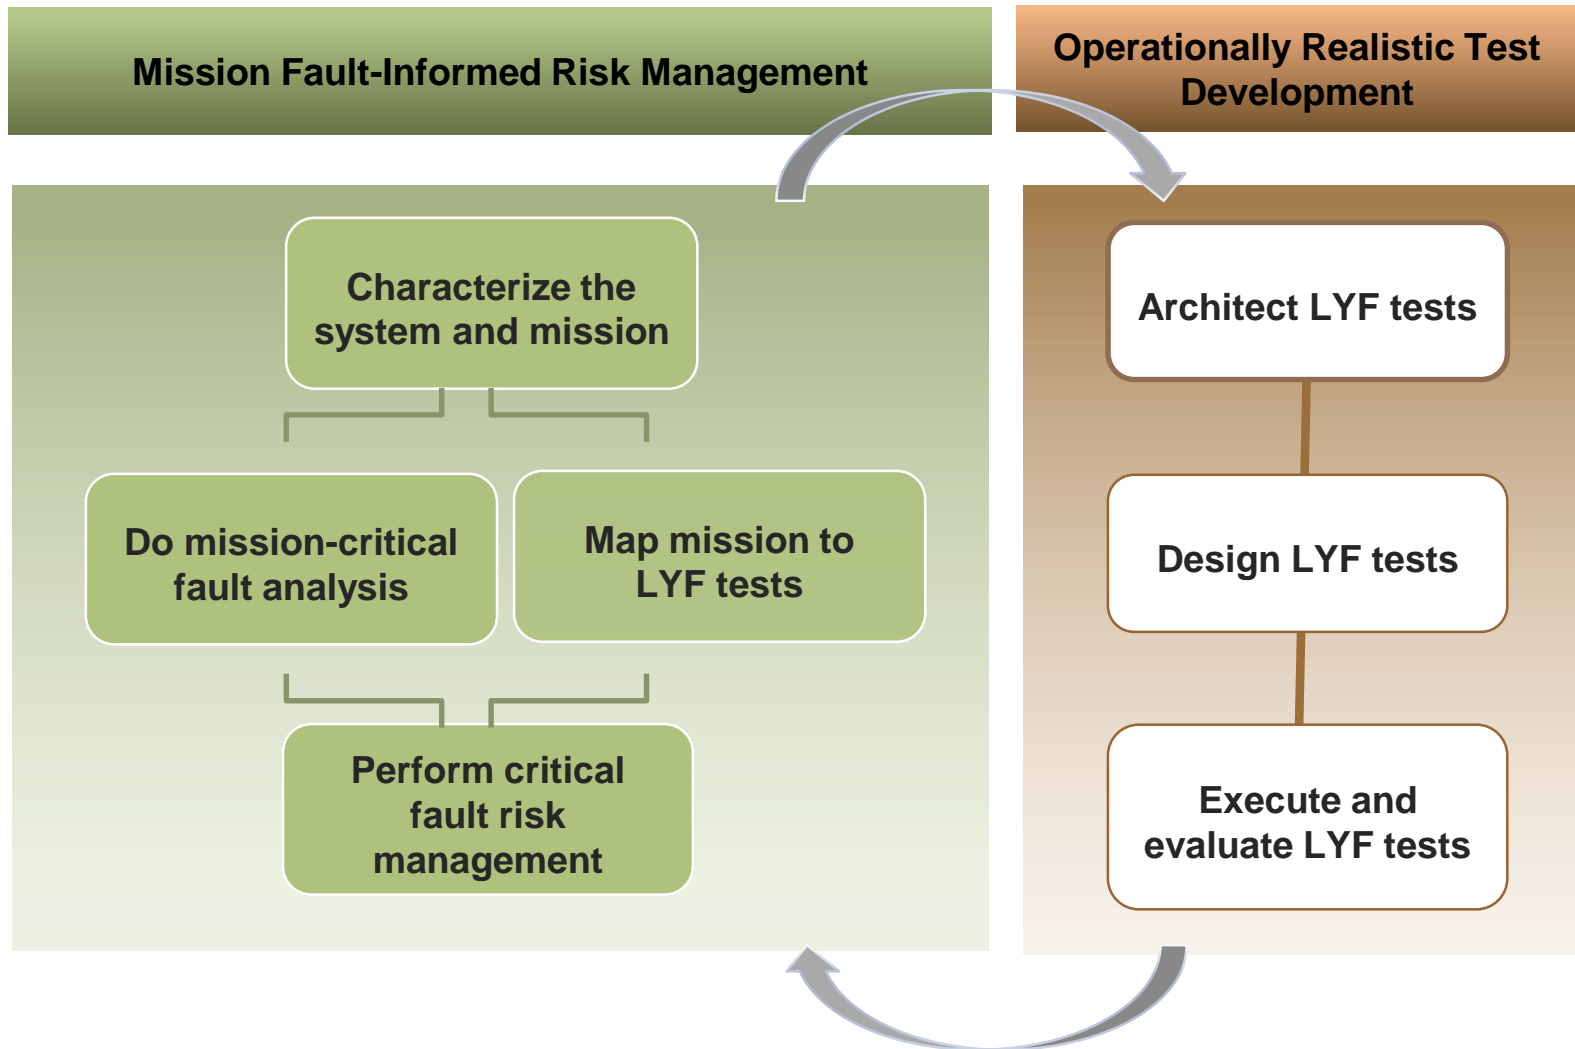 Mission Fault-Informed Risk Management
Operationally Realistic Test
Development
Characterize the
system and mission
Do mission-critical
fault analysis
Map mission to
LYF tests
Perform critical
fault risk
management
Architect LYF tests
Design LYF tests
Execute and
evaluate LYF tests